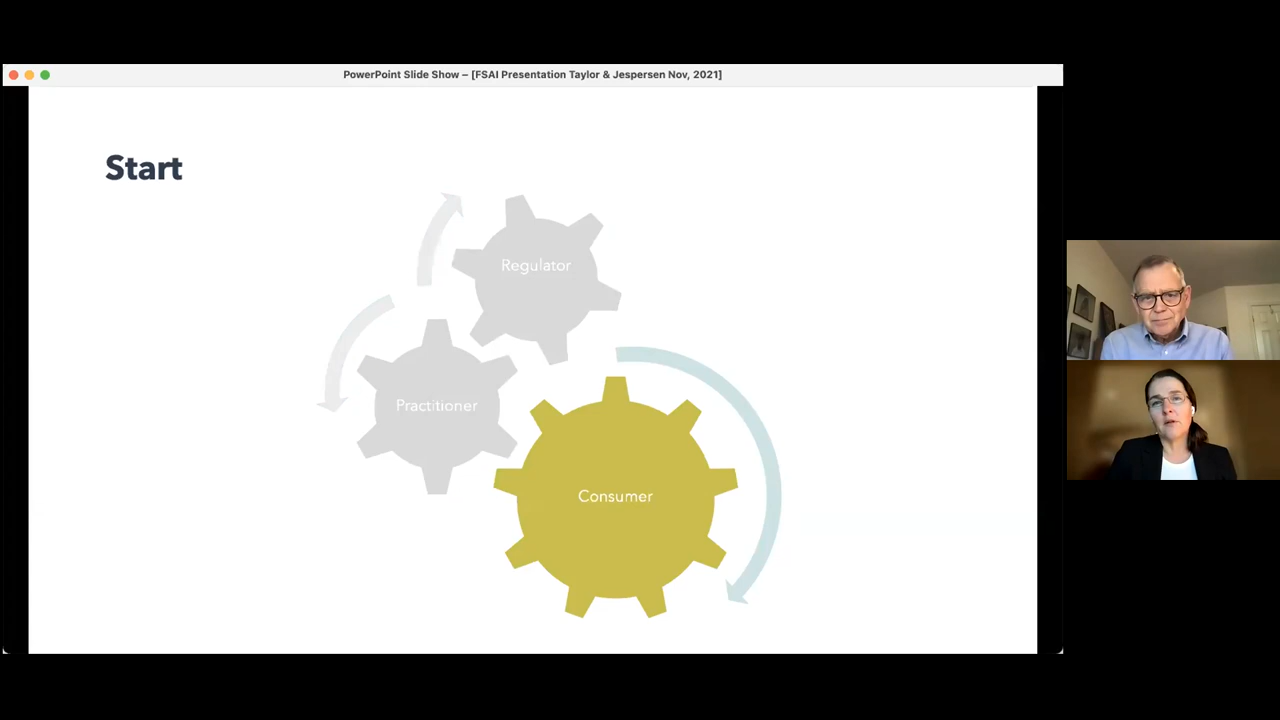 PowerPoint Slide Show – [FSAI Presentation Taylor & Jespersen Nov, 2021]
Start
Regulator
Practitioner
Consumer